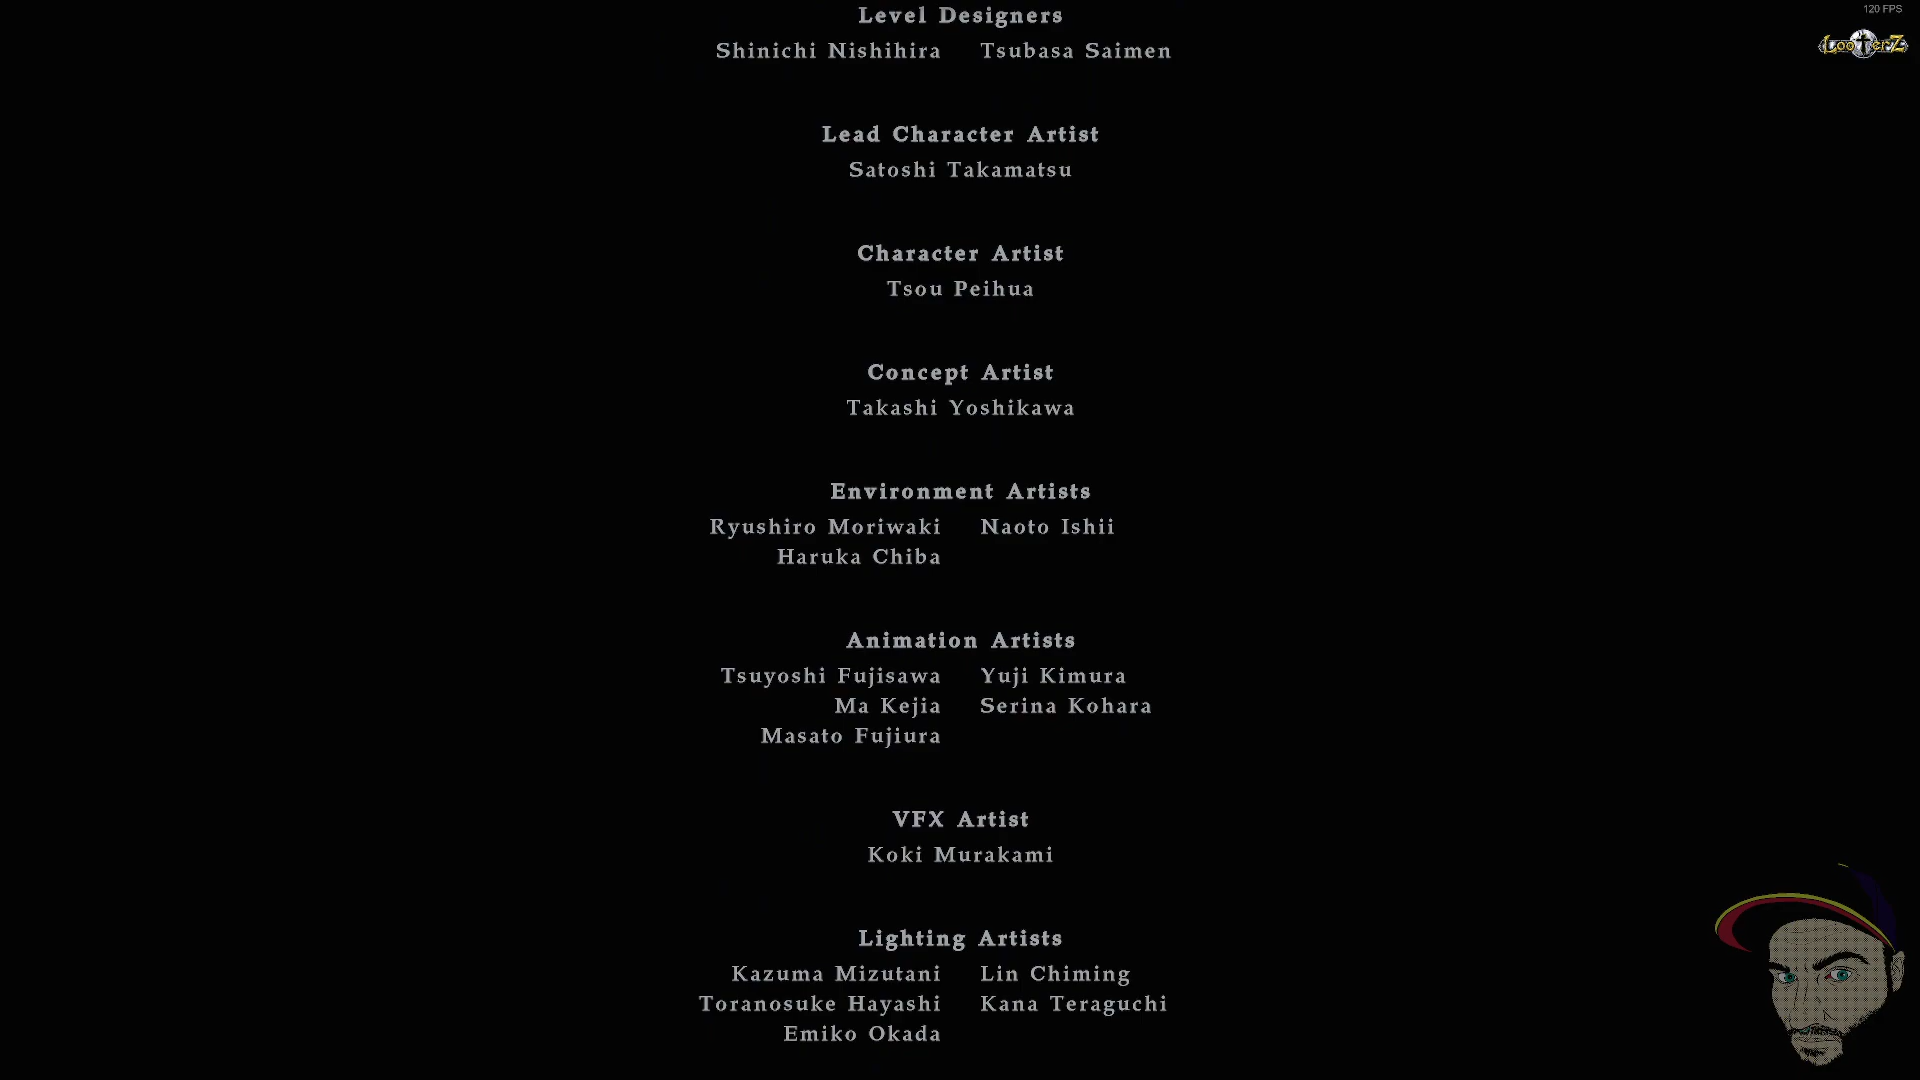 120 FPS
LooTerZ
Level Designers
Shinichi Nishihira Tsubasa Saimen
Lead Character Artist
Satoshi Takamatsu
Character Artist
Tsou Peihua
Concept Artist
Takashi Yoshikawa
Environment Artists
Ryushiro Moriwaki Naoto Ishii
Haruka Chiba
Animation Artists
Tsuyoshi Fujisawa Yuji Kimura
Ma Kejia Serina Kohara
Masato Fujiura
VFX Artist
Koki Murakami
Lighting Artists
Kazuma Mizutani Lin Chiming
Toranosuke Hayashi Kana Teraguchi
Emiko Okada